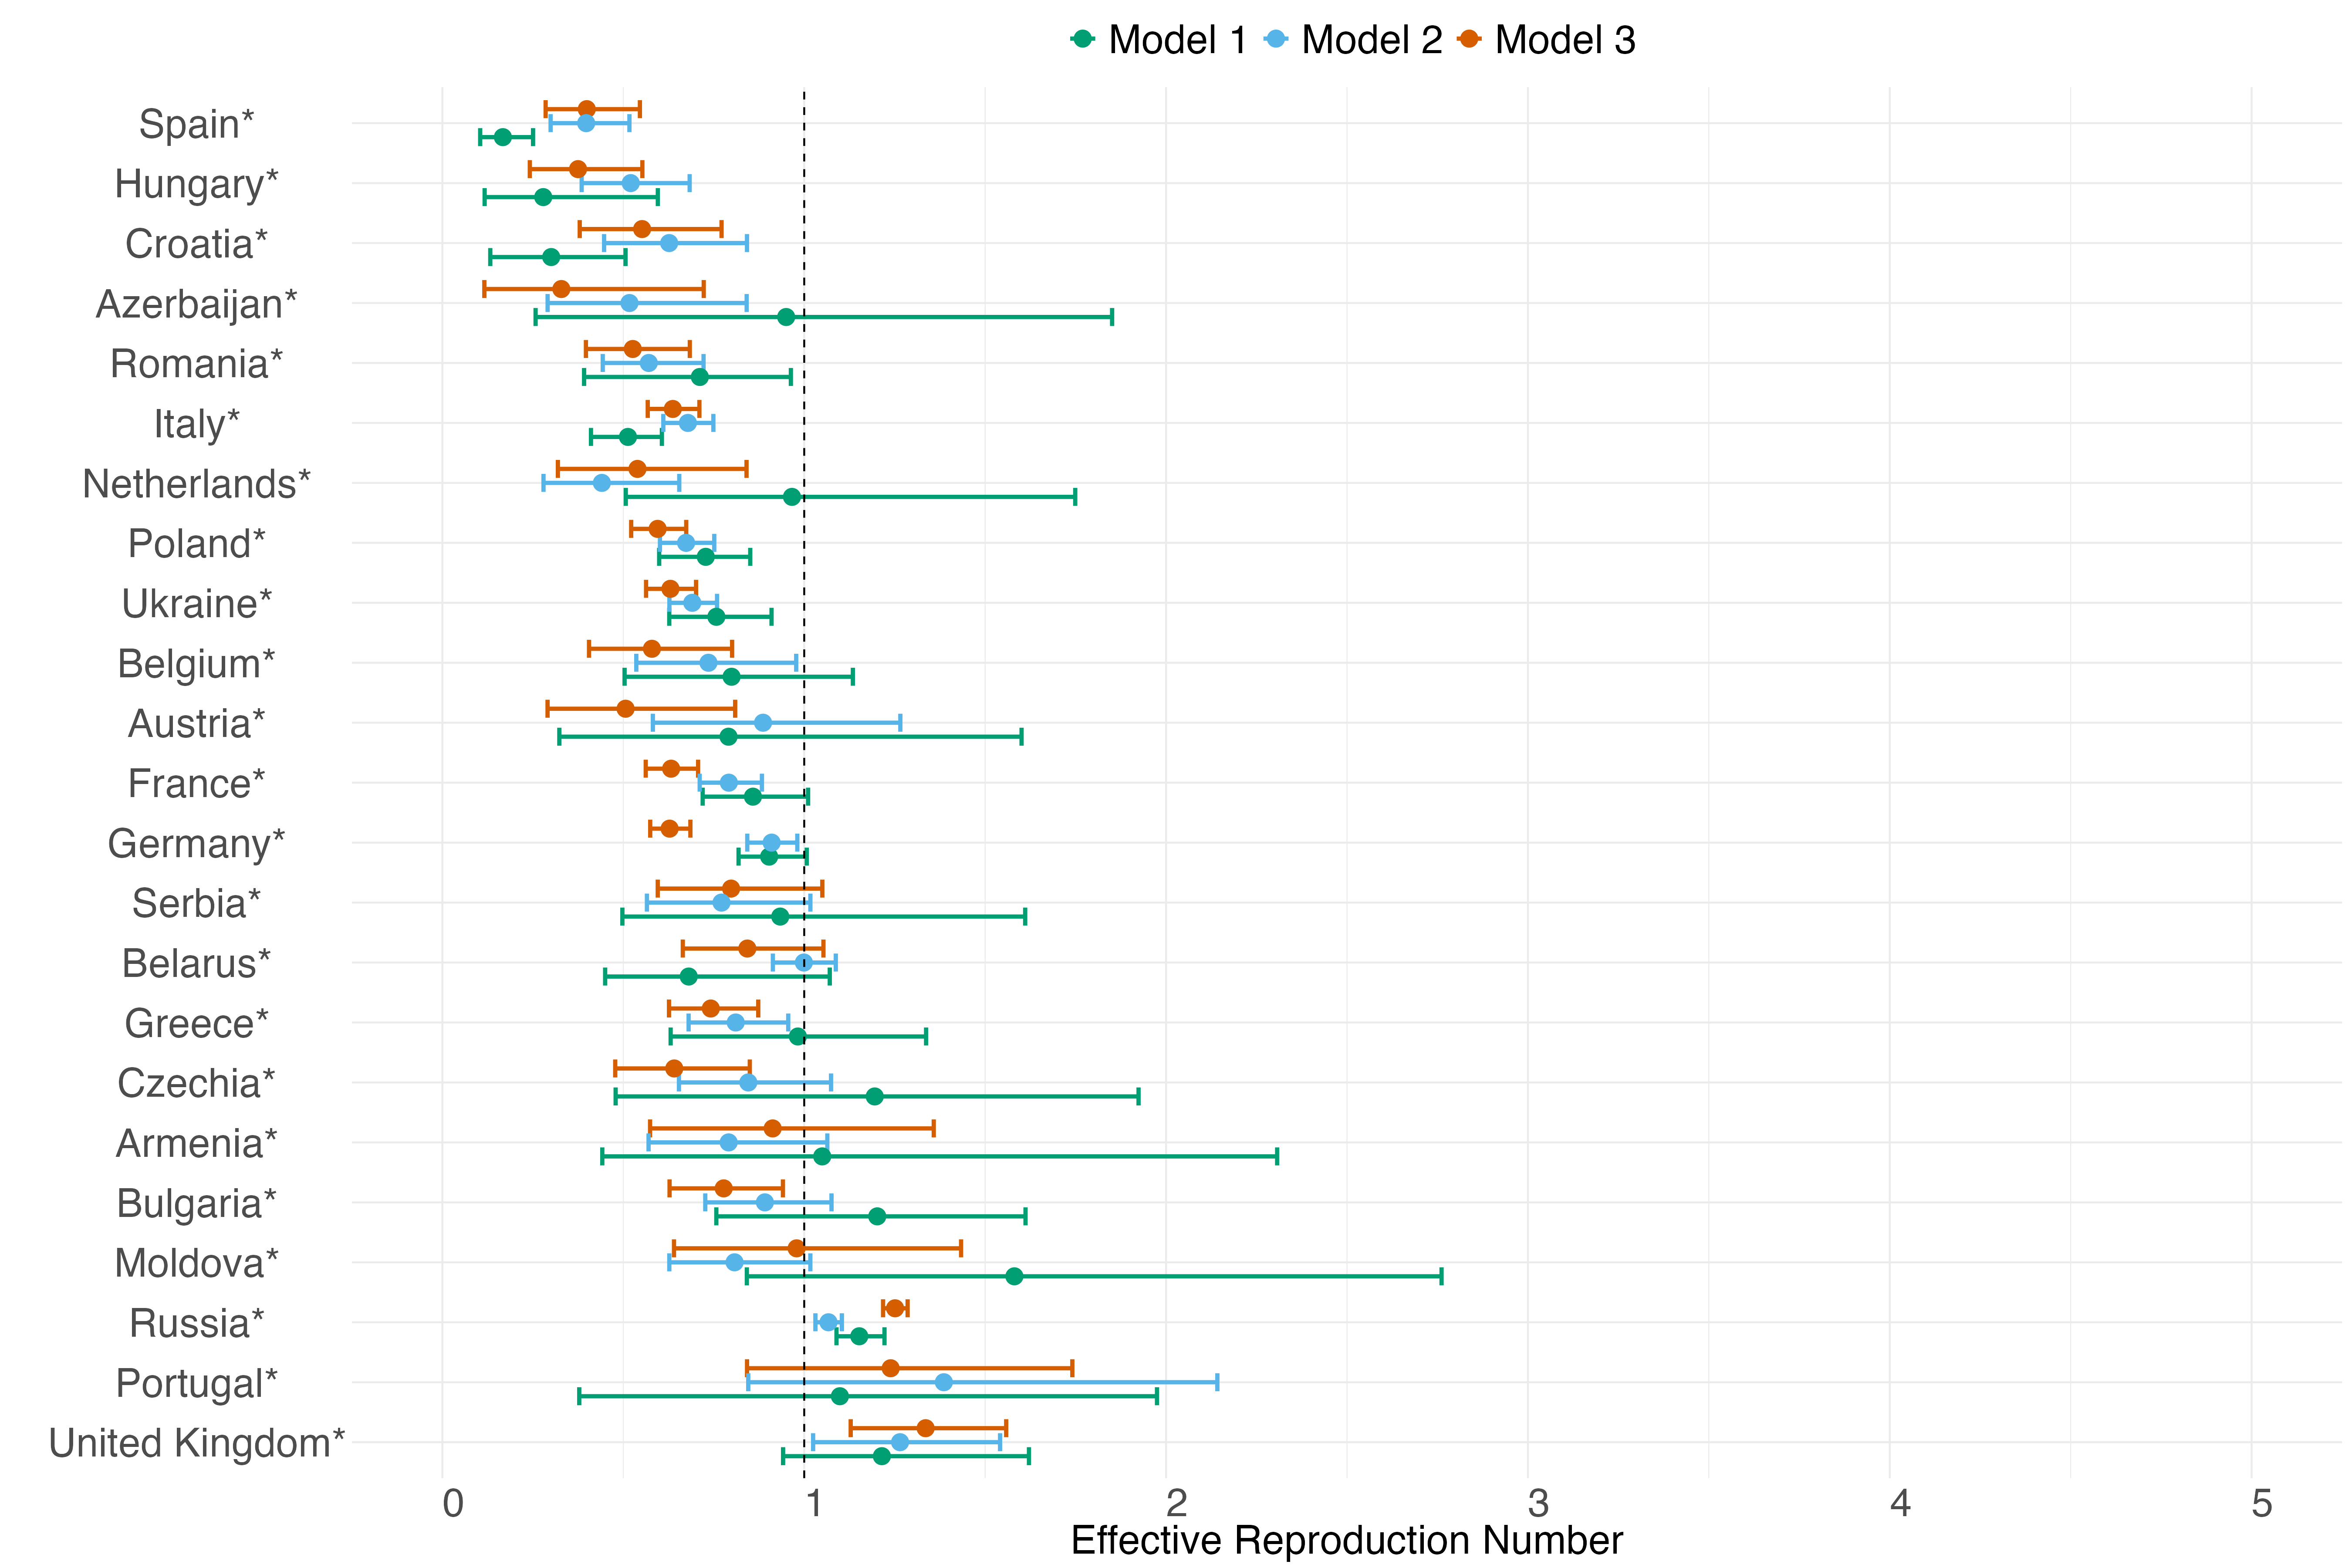 Model 1 Model 2 Model 3
Spain*
Hungary*
Croatia*
Azerbaijan*
Romania*
Italy*
Netherlands*
Poland*
Ukraine*
Belgium*
Austria*
France*
Germany*
Serbia*
Belarus*
Greece*
Czechia*
Armenia*
Bulgaria*
Moldova*
Russia*
Portugal*
United Kingdom*
0 1 2 3 4 5
Effective Reproduction Number